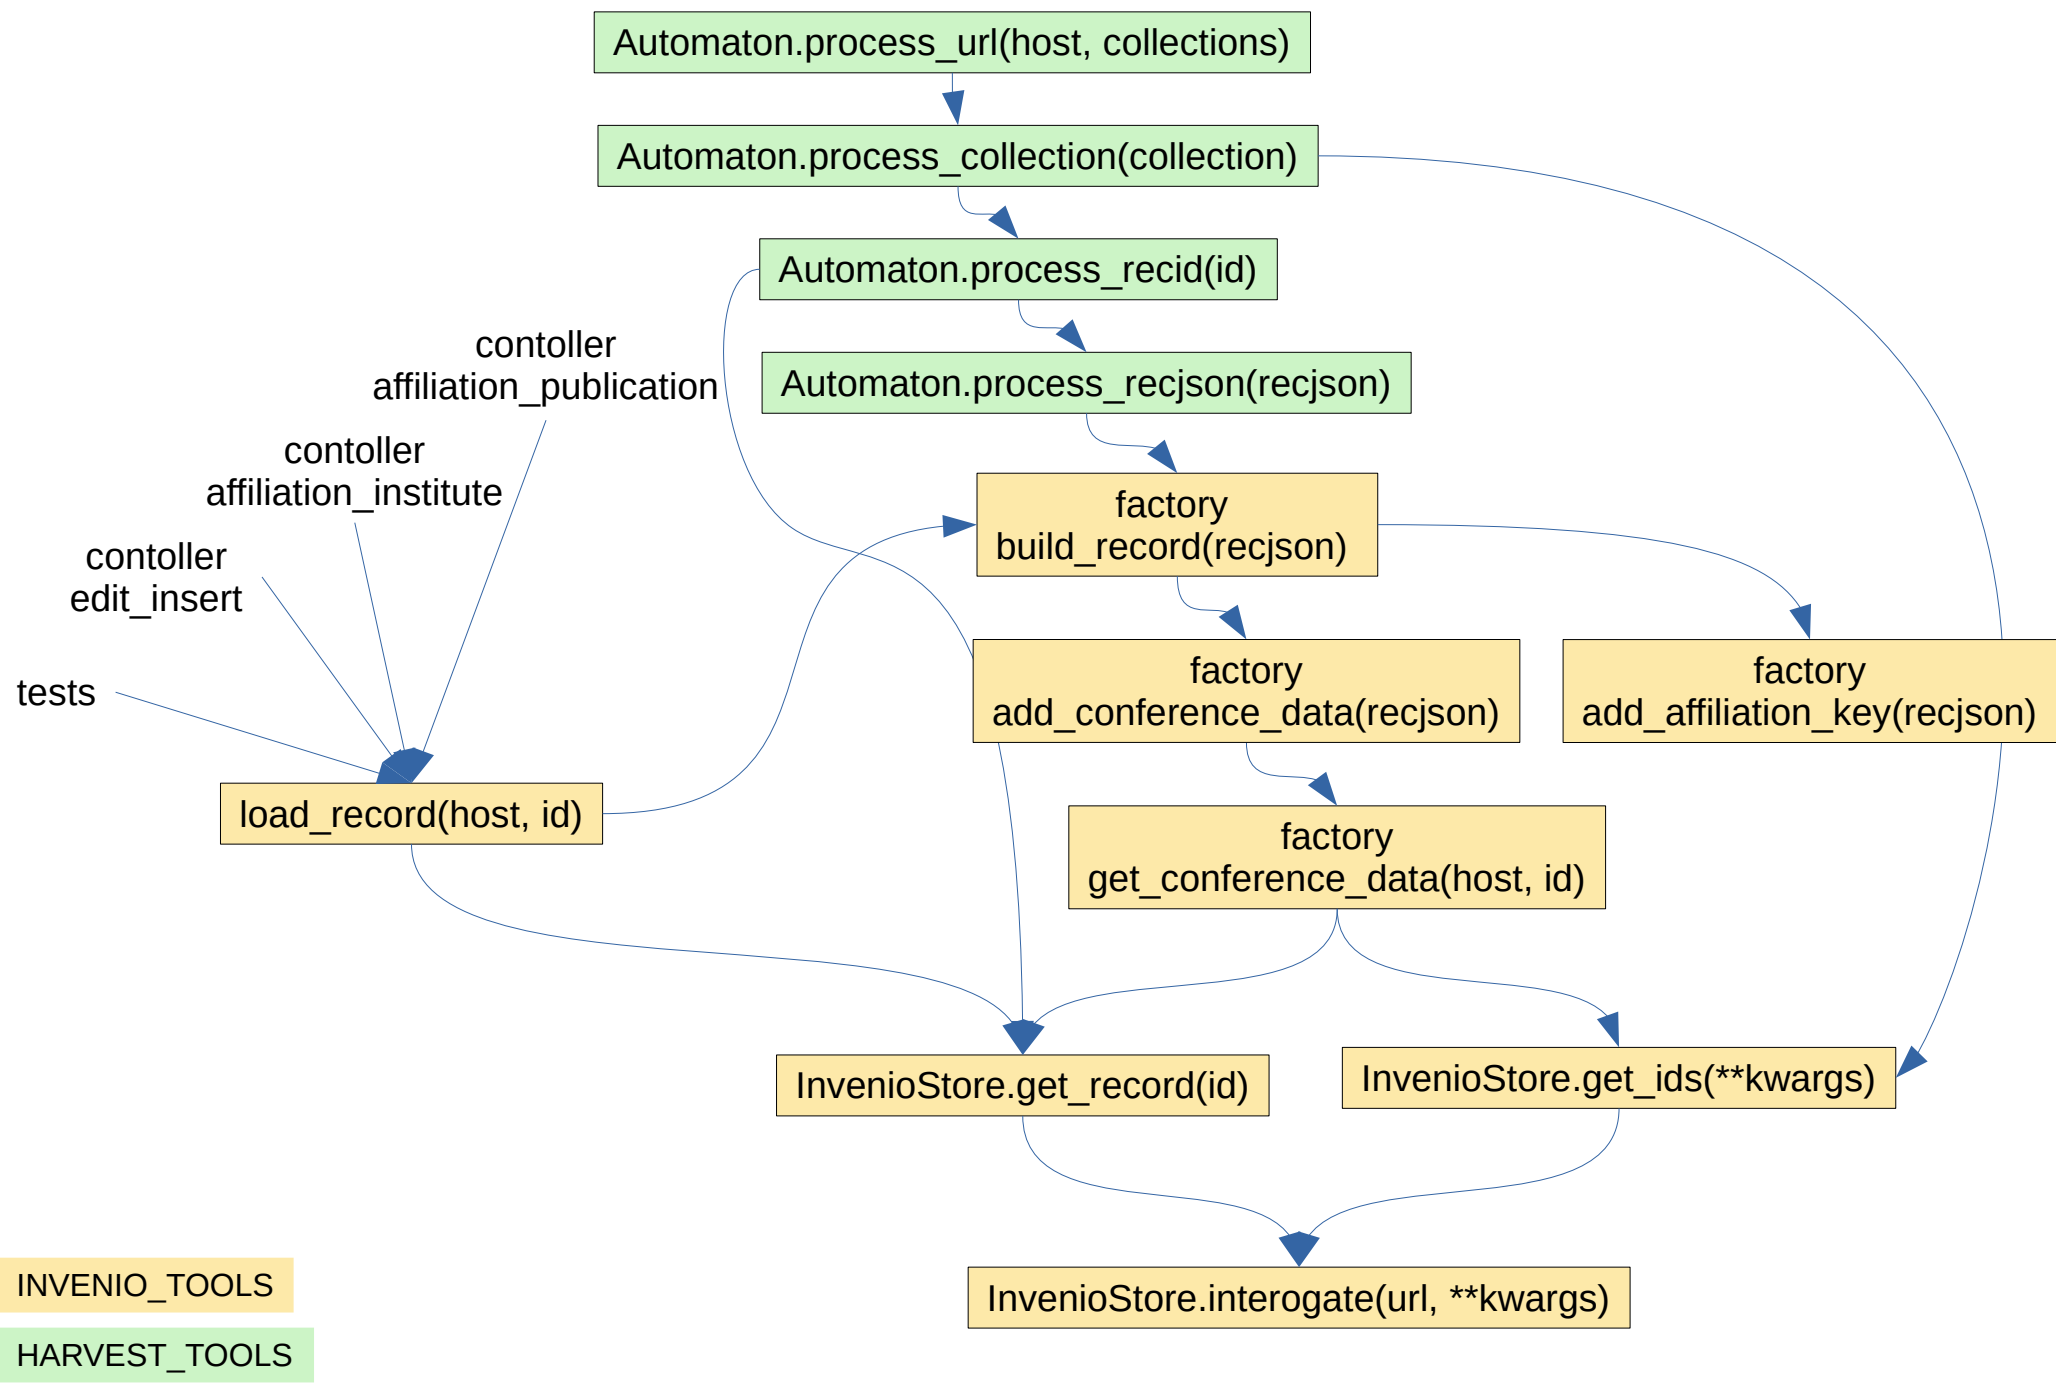 Automaton.process_url(host, collections)
Automaton.process_collection(collection)
Automaton.process_recid(id)
contoller
affiliation_publication
Automaton.process_recjson(recjson)
contoller
affiliation_institute
factory
build_record(recjson)
contoller
edit_insert
tests
factory
add_conference_data(recjson)
factory
add_affiliation_key(recjson)
load_record(host, id)
factory
get_conference_data(host, id)
InvenioStore.get_record(id)
InvenioStore.get_ids(**kwargs)
InvenioStore.interogate(url, **kwargs)
INVENIO_TOOLS
HARVEST_TOOLS